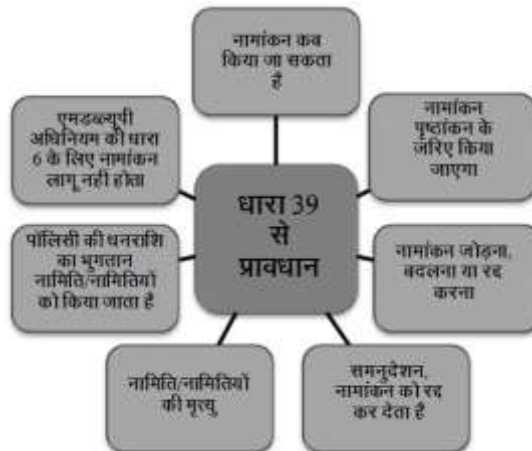 नामांकन कब
किया जा सकता
है
नामांकन
पृष्ठांकन के
जरिए किया
जाएगा
नामांकन जोड़ना,
बदलना या रद्द
करना
समनुदेशन,
नामांकन को रद्द
कर देता है
नामिति/नामितियों
की मृत्यु
पॉलिसी की धनराशि
का भुगतान
नामिति/नामितियों
को किया जाता है
एमडब्ल्यूपी
अधिनियम की धारा
6 के लिए नामांकन
लागू नही होता
धारा 39
से
प्रावधान